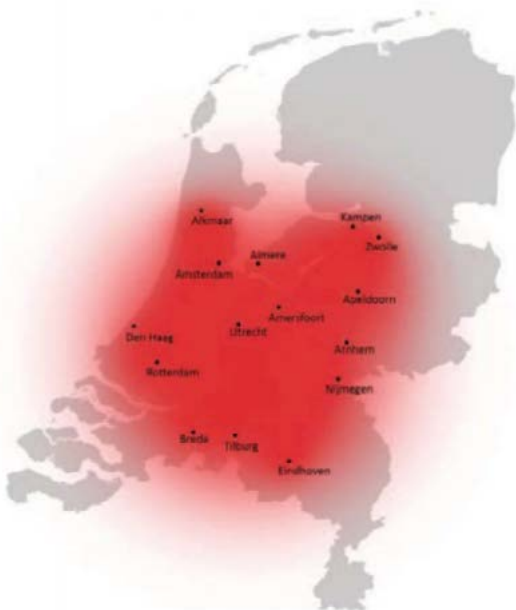 Alkmaar
Kampen
Zwolle
Almere
Amsterdam
Apeldoorn
Amersfoort
Utrecht
Den Haag
Arnhem
Rotterdam
Nijmegen
Breda
Tilburg
Eindhoven